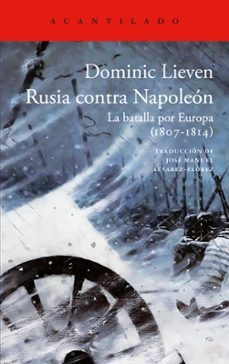 ACANTILADO
Dominic Lieven
Rusia contra Napoleón
La batalla por Europa
(1807-1814)
TRADUCCIÓN DE
JOSÉ MANUEL
ÁLVAREZ-FLÓREZ